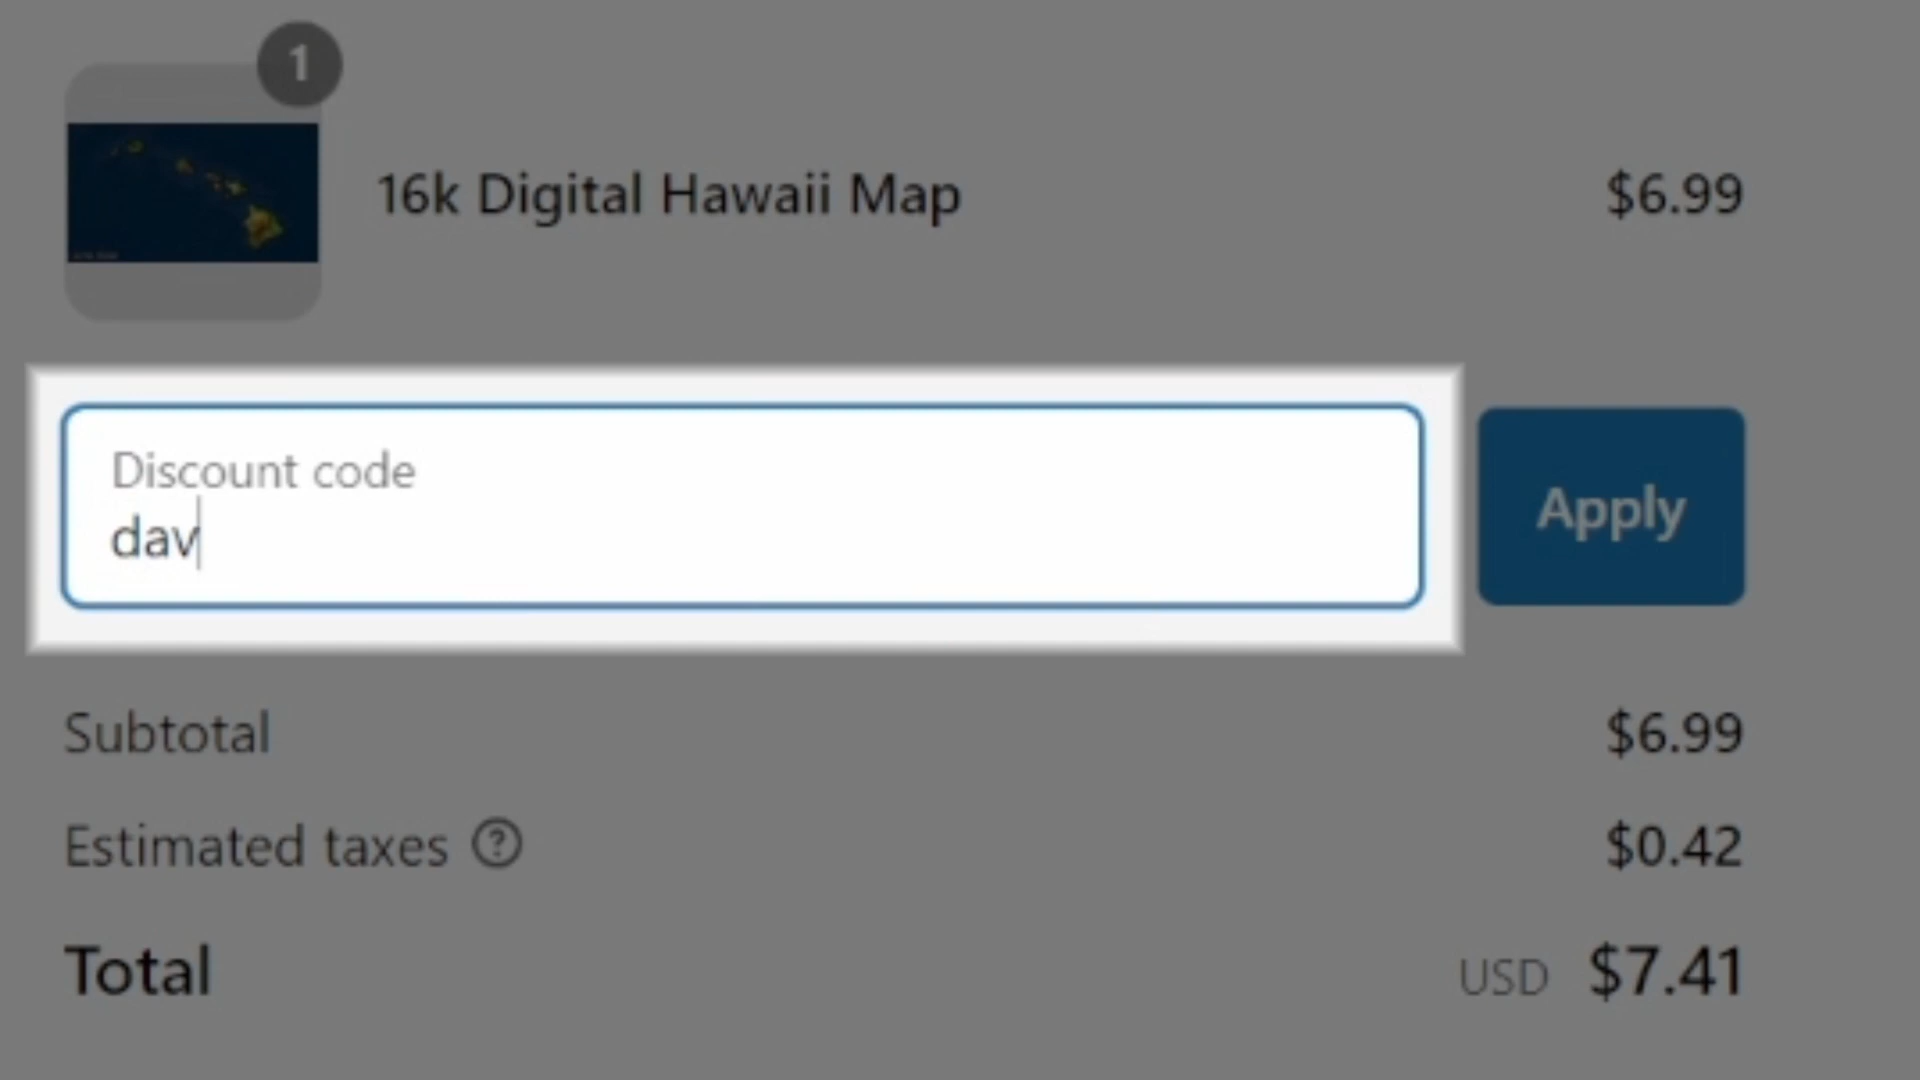 1
16k Digital Hawaii Map $6.99
Discount code
dav
Apply
Subtotal $6.99
Estimated taxes ? $0.42
Total USD $7.41